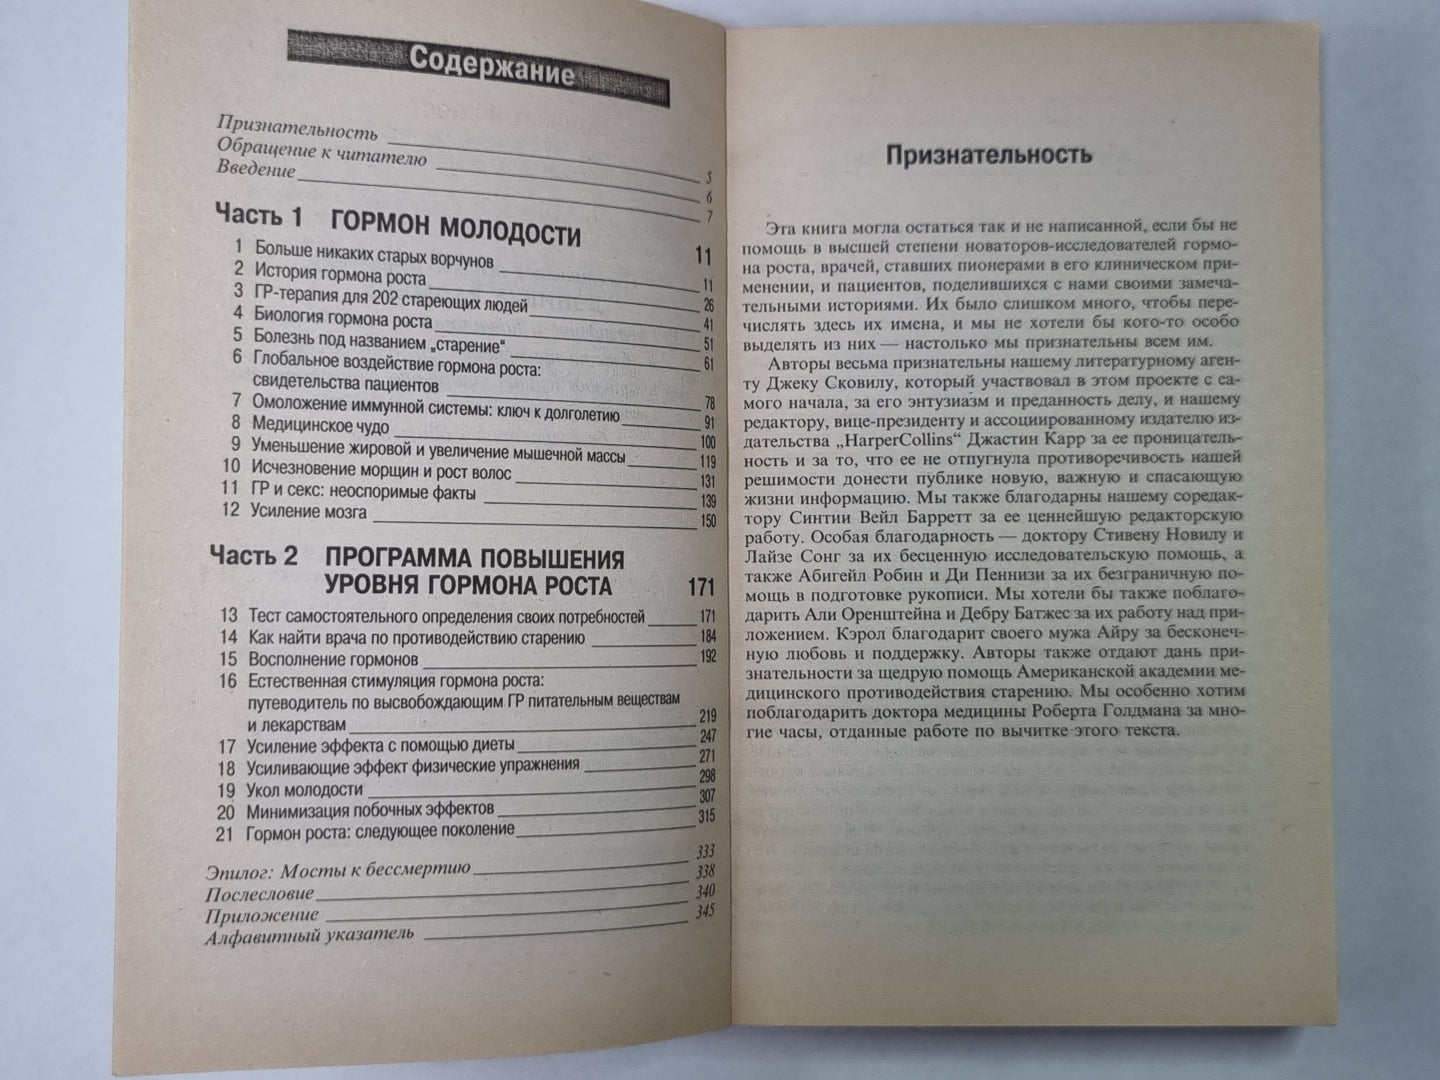 Содержание
Признательность 5
Обращение к читателю 6
Введение 7
Часть 1 ГОРМОН МОЛОДОСТИ 11
1 Больше никаких старых ворчунов 11
2 История гормона роста 26
3 ГР-терапия для 202 стареющих людей 41
4 Биология гормона роста 51
5 Болезнь под названием „старение“ 61
6 Глобальное воздействие гормона роста:
свидетельства пациентов 78
7 Омоложение иммунной системы: ключ к долголетию 91
8 Медицинское чудо 100
9 Уменьшение жировой и увеличение мышечной массы 119
10 Исчезновение морщин и рост волос 131
11 ГР и секс: неоспоримые факты 139
12 Усиление мозга 150
Часть 2 ПРОГРАММА ПОВЫШЕНИЯ
УРОВНЯ ГОРМОНА РОСТА 171
13 Тест самостоятельного определения своих потребностей 171
14 Как найти врача по противодействию старению 184
15 Восполнение гормонов 192
16 Естественная стимуляция гормона роста:
путеводитель по высвобождающим ГР питательным веществам
и лекарствам 219
17 Усиление эффекта с помощью диеты 247
18 Усиливающие эффект физические упражнения 271
19 Укол молодости 298
20 Минимизация побочных эффектов 307
21 Гормон роста: следующее поколение 315
Эпилог: Мосты к бессмертию 333
Послесловие 338
Приложение 340
Алфавитный указатель 345
Признательность
Эта книга могла остаться так и не написанной, если бы не
помощь в высшей степени новаторов-исследователей гормо-
на роста, врачей, ставших пионерами в его клиническом при-
менении, и пациентов, поделившихся с нами своими замеча-
тельными историями. Их было слишком много, чтобы пере-
числять здесь их имена, и мы не хотели бы кого-то особо
выделять из них — настолько мы признательны всем им.
Авторы весьма признательны нашему литературному аген-
ту Джеку Сковилу, который участвовал в этом проекте с са-
мого начала, за его энтузиазм и преданность делу, и нашему
редактору, вице-президенту и ассоциированному издателю из-
дательства „HarperCollins“ Джастин Карр за ее проницатель-
ность и за то, что ее не отпугнула противоречивость нашей
решимости донести публике новую, важную и спасающую
жизни информацию. Мы также благодарны нашему соредак-
тору Синтии Вейл Барретт за ее ценнейшую редакторскую
работу. Особая благодарность — доктору Стивену Новилу и
Лайзе Сонг за их бесценную исследовательскую помощь, а
также Абигейл Робин и Ди Пеннизи за их безграничную по-
мощь в подготовке рукописи. Мы хотели бы также поблаго-
дарить Али Оренштейна и Дебру Батжес за их работу над при-
ложением. Кэрол благодарит своего мужа Айру за бесконеч-
ную любовь и поддержку. Авторы также отдают дань при-
знательности за щедрую помощь Американской академии ме-
дицинского противодействия старению. Мы особенно хотим
поблагодарить доктора медицины Роберта Голдмана за мно-
гие часы, отданные работе по вычитке этого текста.